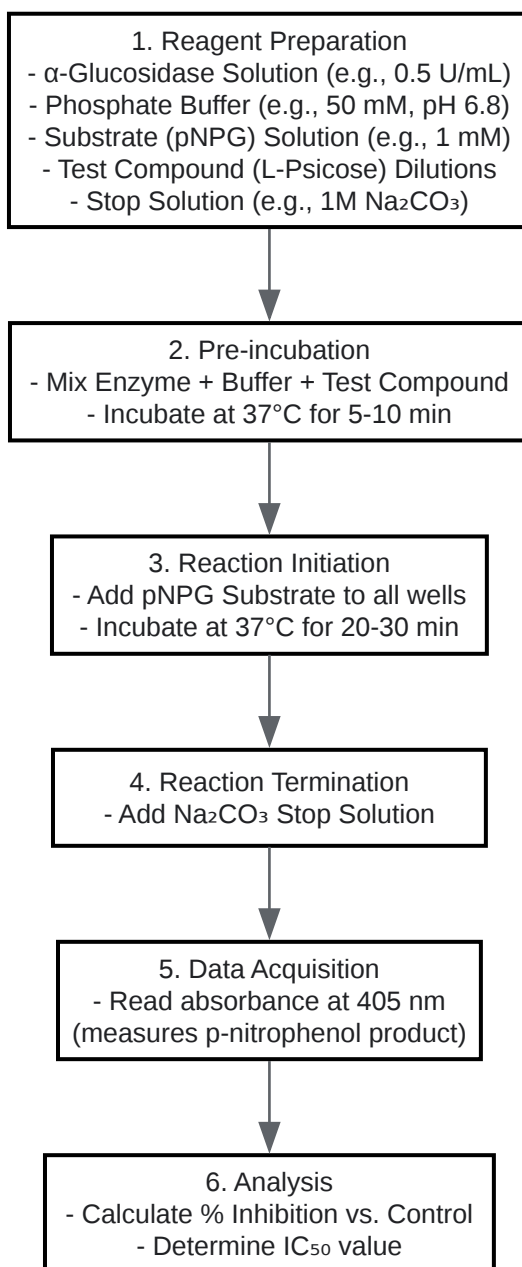 1. Reagent Preparation
- α-Glucosidase Solution (e.g., 0.5 U/mL)
- Phosphate Buffer (e.g., 50 mM, pH 6.8)
- Substrate (pNPG) Solution (e.g., 1 mM)
- Test Compound (L-Psicose) Dilutions
- Stop Solution (e.g., 1M Na₂CO₃)
2. Pre-incubation
- Mix Enzyme + Buffer + Test Compound
- Incubate at 37°C for 5-10 min
3. Reaction Initiation
- Add pNPG Substrate to all wells
- Incubate at 37°C for 20-30 min
4. Reaction Termination
- Add Na₂CO₃ Stop Solution
5. Data Acquisition
- Read absorbance at 405 nm
(measures p-nitrophenol product)
6. Analysis
- Calculate % Inhibition vs. Control
- Determine IC₅₀ value